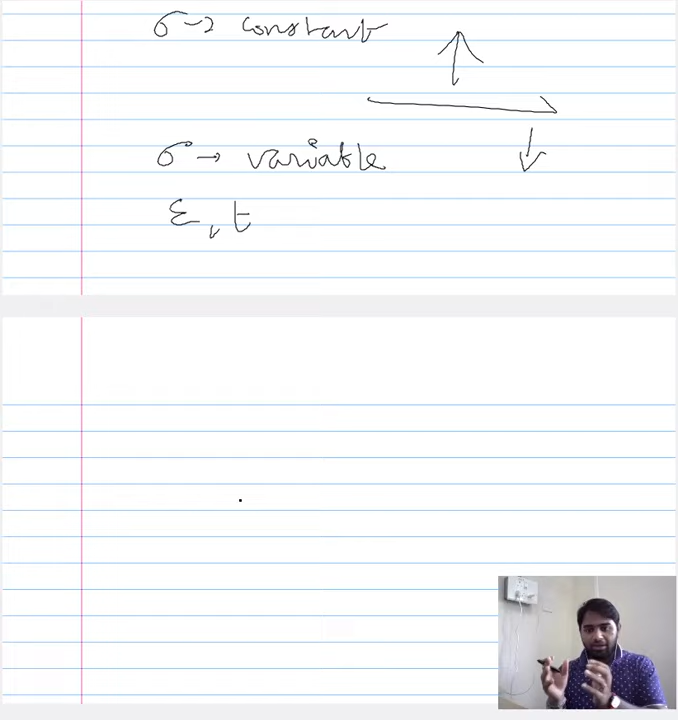 σ → constant
σ → variable
ε, t